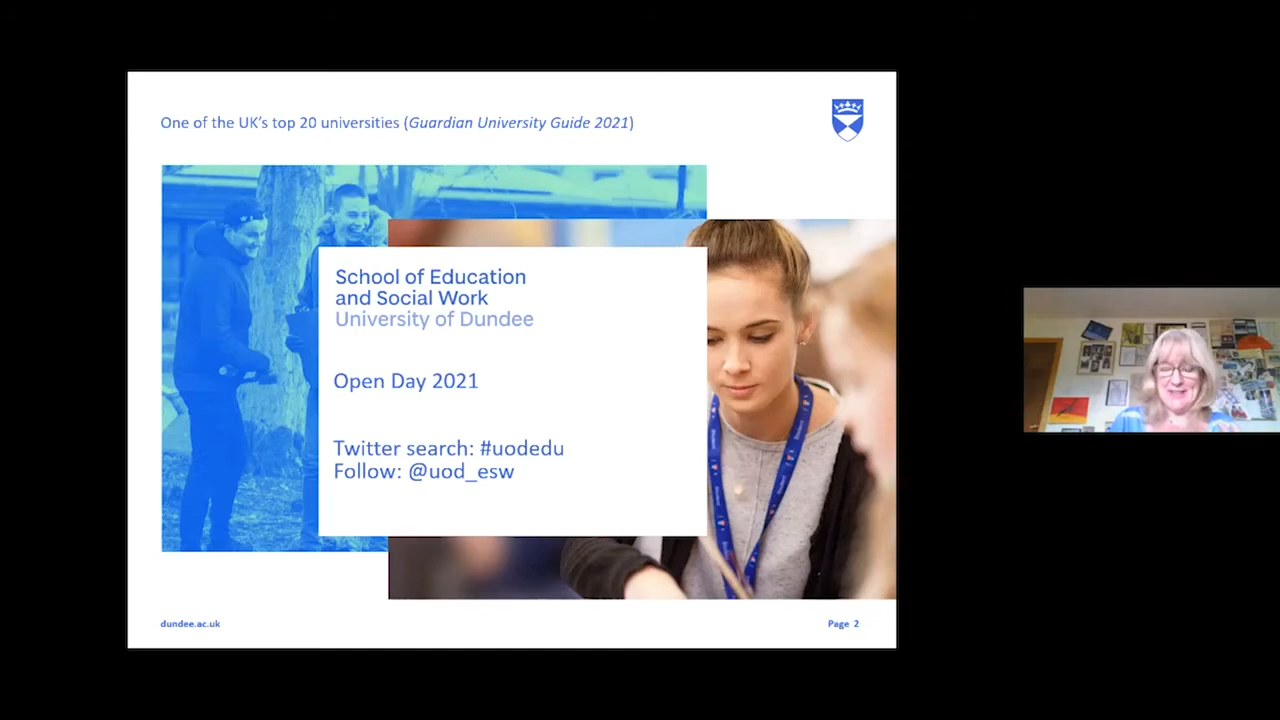 One of the UK's top 20 universities (Guardian University Guide 2021)
School of Education
and Social Work
University of Dundee
Open Day 2021
Twitter search: #uodedu
Follow: @uod_esw
dundee.ac.uk
Page 2